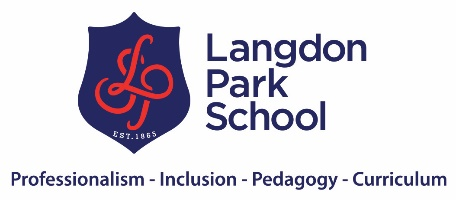 Langdon
Park
School
EST.1865
Professionalism - Inclusion - Pedagogy - Curriculum